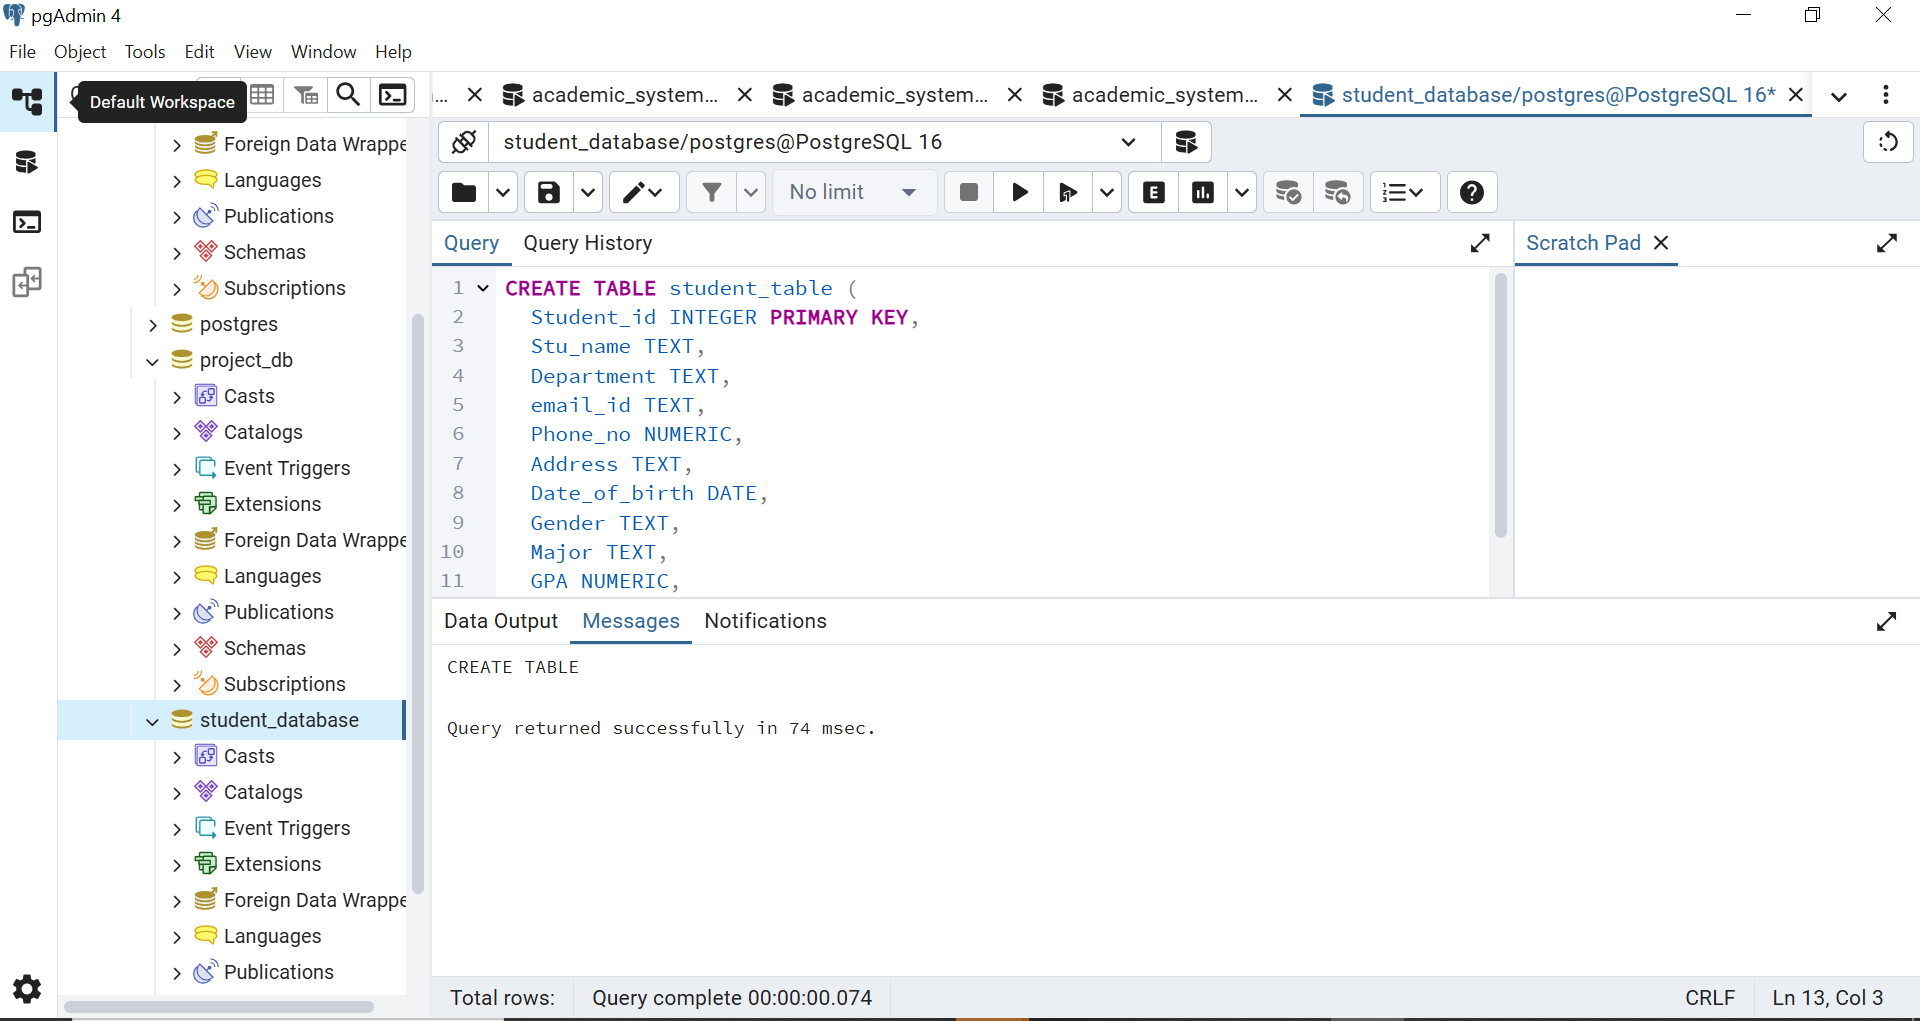 pgAdmin 4
File Object Tools Edit View Window Help
Default Workspace
... academic_system... academic_system... academic_system... student_database/postgres@PostgreSQL 16*
student_database/postgres@PostgreSQL 16
No limit
E
Query Query History
Scratch Pad
Foreign Data Wrappe
Languages
Publications
Schemas
Subscriptions
postgres
project_db
Casts
Catalogs
Event Triggers
Extensions
Foreign Data Wrappe
Languages
Publications
Schemas
Subscriptions
student_database
Casts
Catalogs
Event Triggers
Extensions
Foreign Data Wrappe
Languages
Publications
1 CREATE TABLE student_table (
2 Student_id INTEGER PRIMARY KEY,
3 Stu_name TEXT,
4 Department TEXT,
5 email_id TEXT,
6 Phone_no NUMERIC,
7 Address TEXT,
8 Date_of_birth DATE,
9 Gender TEXT,
10 Major TEXT,
11 GPA NUMERIC,
Data Output Messages Notifications
CREATE TABLE
Query returned successfully in 74 msec.
Total rows: Query complete 00:00:00.074 CRLF Ln 13, Col 3